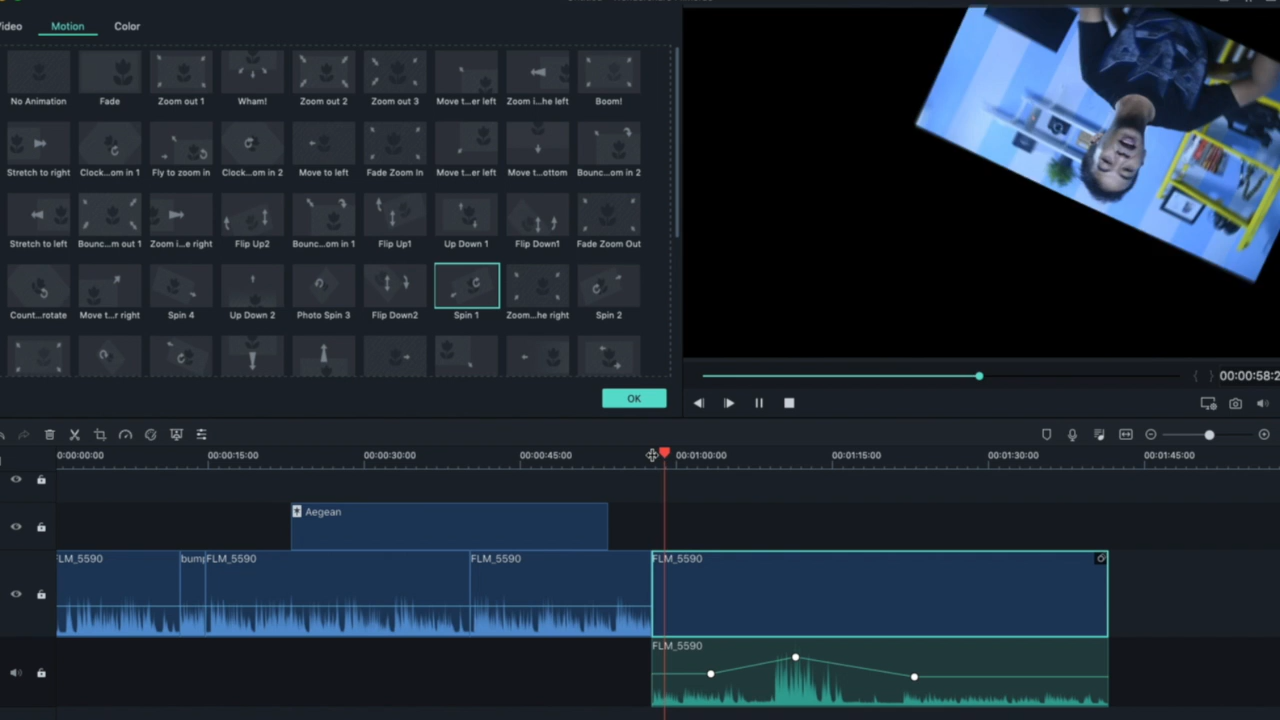 Video Motion Color
No Animation Fade Zoom out 1 Wham! Zoom out 2 Zoom out 3 Move t...er left Zoom i...he left Boom!
Stretch to right Clock...om in 1 Fly to zoom in Clock...om in 2 Move to left Fade Zoom In Move t...er left Move t...ottom Bounc...om in 2
Stretch to left Bounc...m out 1 Zoom i...e right Flip Up2 Bounc...om in 1 Flip Up1 Up Down 1 Flip Down1 Fade Zoom Out
Count...rotate Move t...r right Spin 4 Up Down 2 Photo Spin 3 Flip Down2 Spin 1 Zoom...he right Spin 2
OK
00:00:58:2
0:00:00:00 00:00:15:00 00:00:30:00 00:00:45:00 00:01:00:00 00:01:15:00 00:01:30:00 00:01:45:00
Aegean
FLM_5590 bump FLM_5590 FLM_5590 FLM_5590
FLM_5590